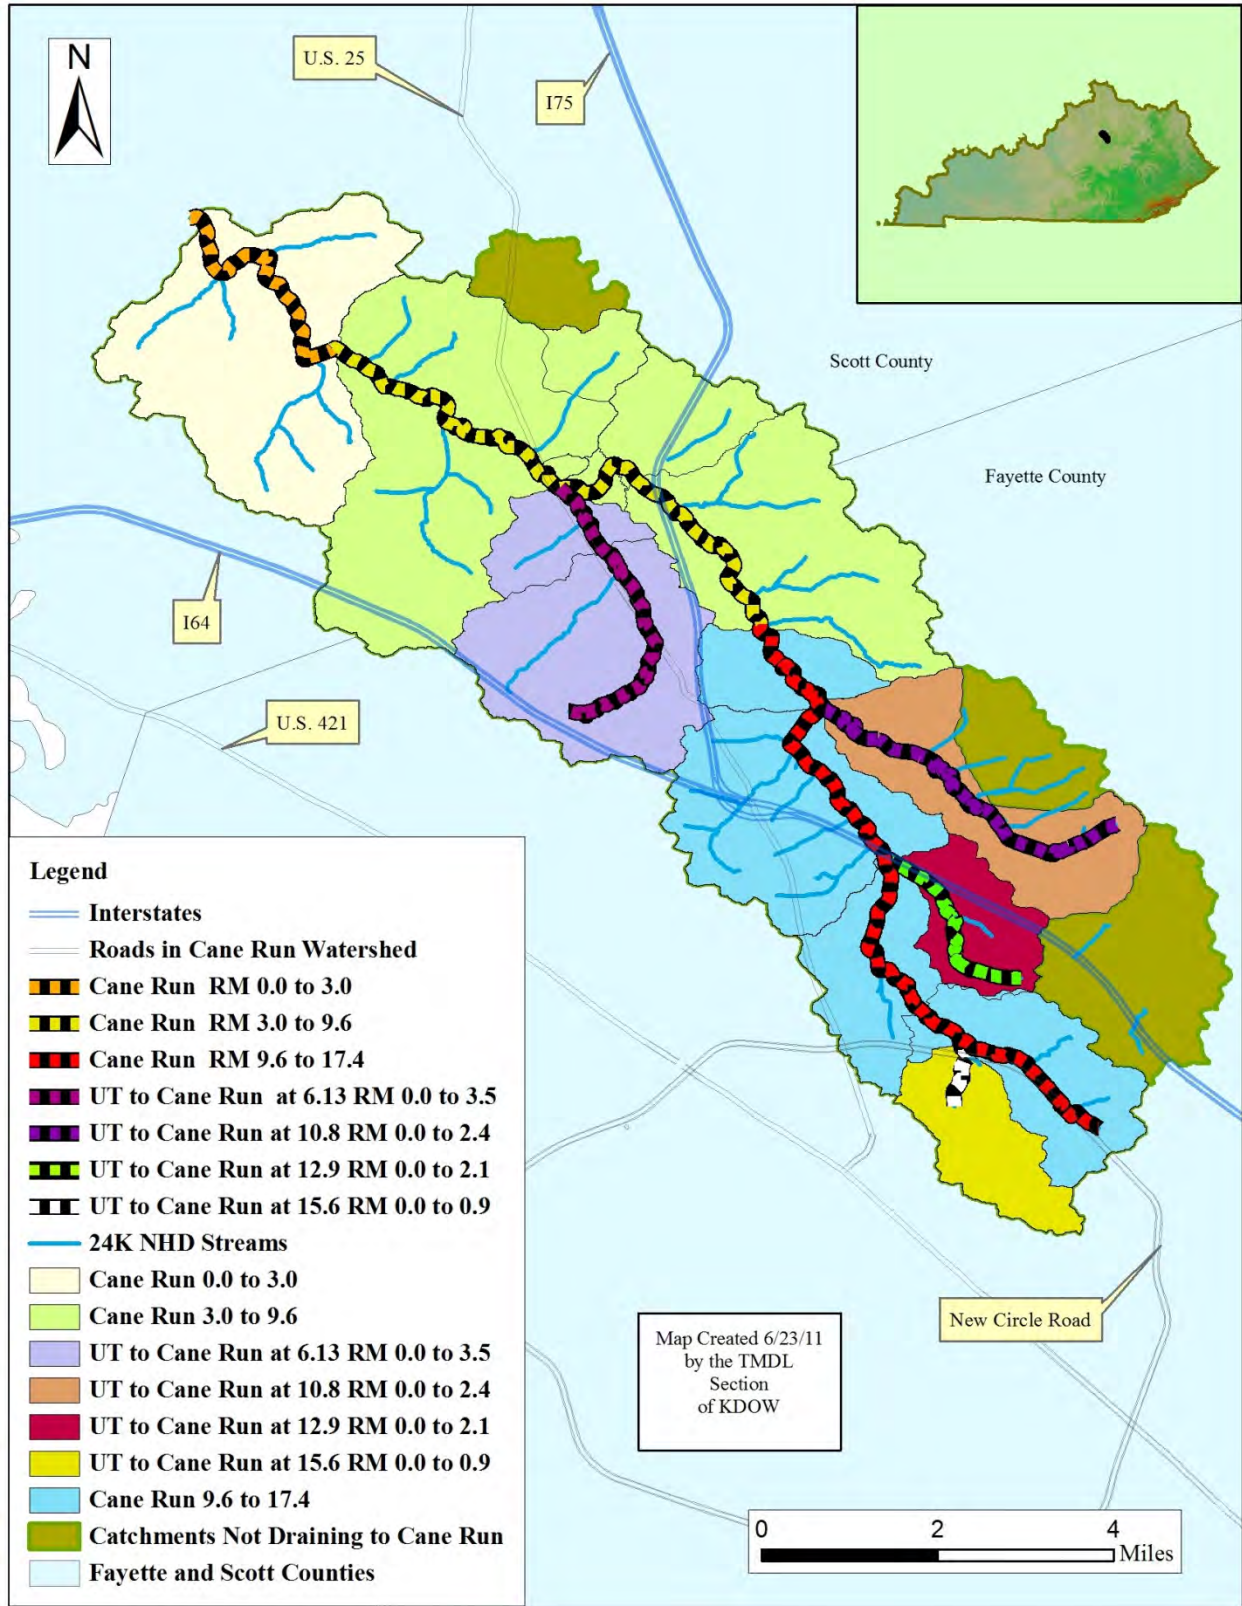 N
U.S. 25
I75
Scott County
Fayette County
I64
U.S. 421
Legend
Interstates
Roads in Cane Run Watershed
Cane Run RM 0.0 to 3.0
Cane Run RM 3.0 to 9.6
Cane Run RM 9.6 to 17.4
UT to Cane Run at 6.13 RM 0.0 to 3.5
UT to Cane Run at 10.8 RM 0.0 to 2.4
UT to Cane Run at 12.9 RM 0.0 to 2.1
UT to Cane Run at 15.6 RM 0.0 to 0.9
24K NHD Streams
Cane Run 0.0 to 3.0
Cane Run 3.0 to 9.6
UT to Cane Run at 6.13 RM 0.0 to 3.5
UT to Cane Run at 10.8 RM 0.0 to 2.4
UT to Cane Run at 12.9 RM 0.0 to 2.1
UT to Cane Run at 15.6 RM 0.0 to 0.9
Cane Run 9.6 to 17.4
Catchments Not Draining to Cane Run
Fayette and Scott Counties
New Circle Road
Map Created 6/23/11
by the TMDL
Section
of KDOW
0 2 4
Miles